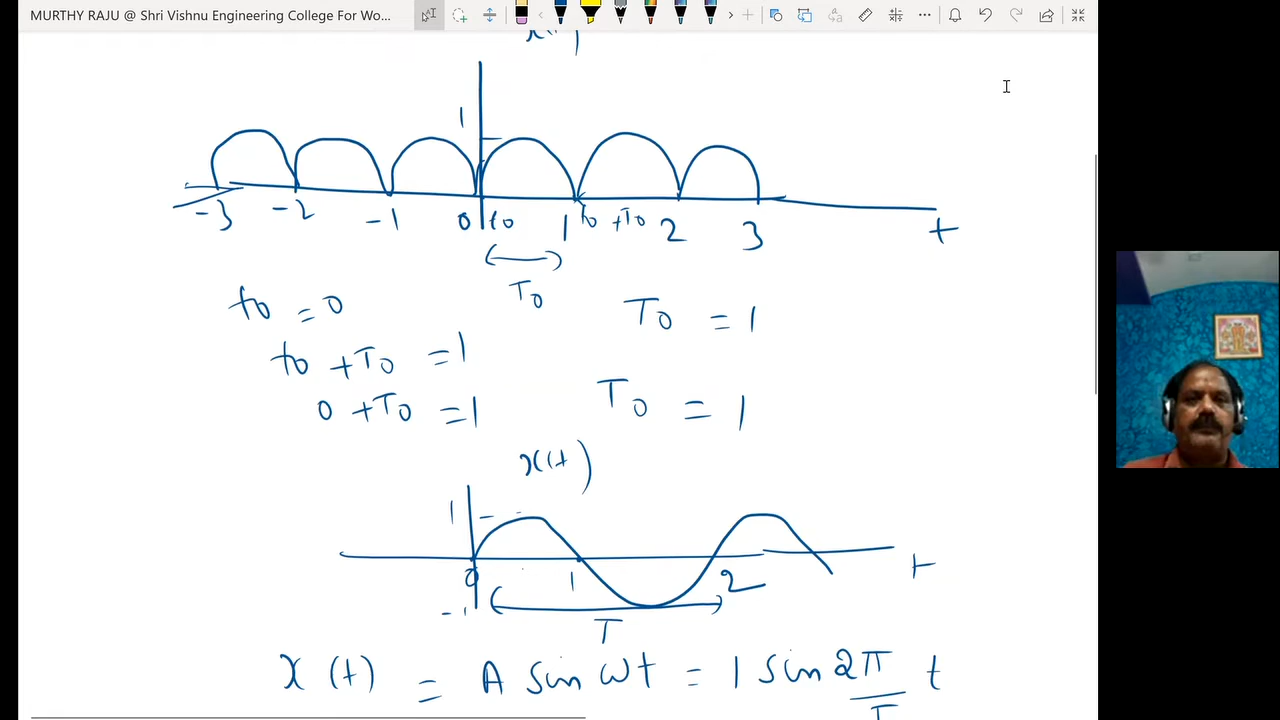 MURTHY RAJU @ Shri Vishnu Engineering College For Wo...
1
-3 -2 -1 0 t0 1 t0 +T0 2 3 t
T0
t0 = 0 T0 = 1
t0 + T0 = 1
0 + T0 = 1 T0 = 1
x(t)
1
0 1 2 t
-1
T
x(t) = A sin ωt = 1 sin 2π/T t